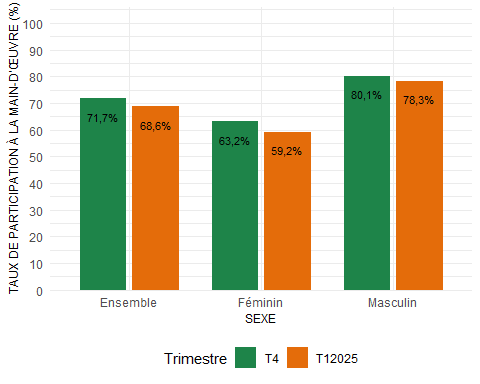 TAUX DE PARTICIPATION À LA MAIN-D'ŒUVRE (%)
100
90
80
70
60
50
40
30
20
10
0
71,7%
68,6%
63,2%
59,2%
80,1%
78,3%
Ensemble
Féminin
Masculin
SEXE
Trimestre
T4
T12025